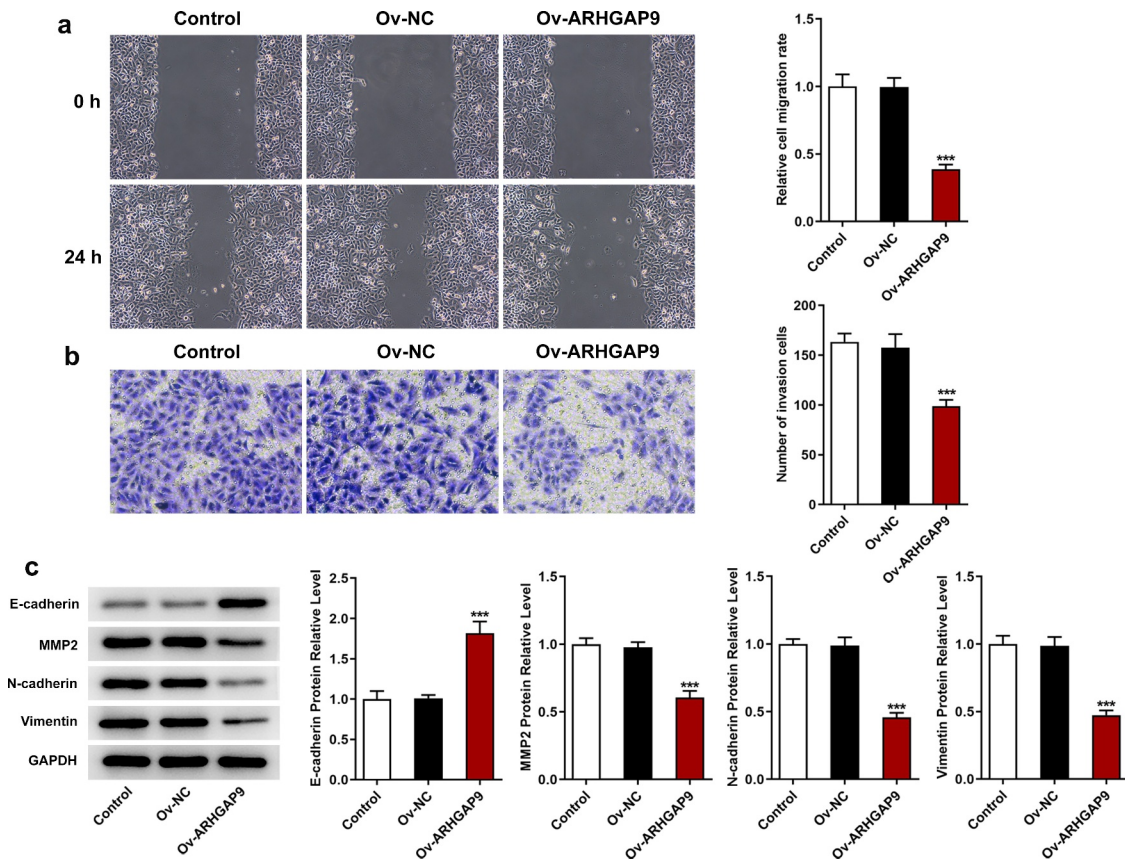 a
Control Ov-NC Ov-ARHGAP9
0 h
24 h
Relative cell migration rate
1.5
1.0
0.5
0.0
***
Control Ov-NC Ov-ARHGAP9
b
Control Ov-NC Ov-ARHGAP9
Number of invasion cells
200
150
100
50
0
***
Control Ov-NC Ov-ARHGAP9
c
E-cadherin
MMP2
N-cadherin
Vimentin
GAPDH
Control Ov-NC Ov-ARHGAP9
E-cadherin Protein Relative Level
2.5
2.0
1.5
1.0
0.5
0.0
***
Control Ov-NC Ov-ARHGAP9
MMP2 Protein Relative Level
1.5
1.0
0.5
0.0
***
Control Ov-NC Ov-ARHGAP9
N-cadherin Protein Relative Level
1.5
1.0
0.5
0.0
***
Control Ov-NC Ov-ARHGAP9
Vimentin Protein Relative Level
1.5
1.0
0.5
0.0
***
Control Ov-NC Ov-ARHGAP9